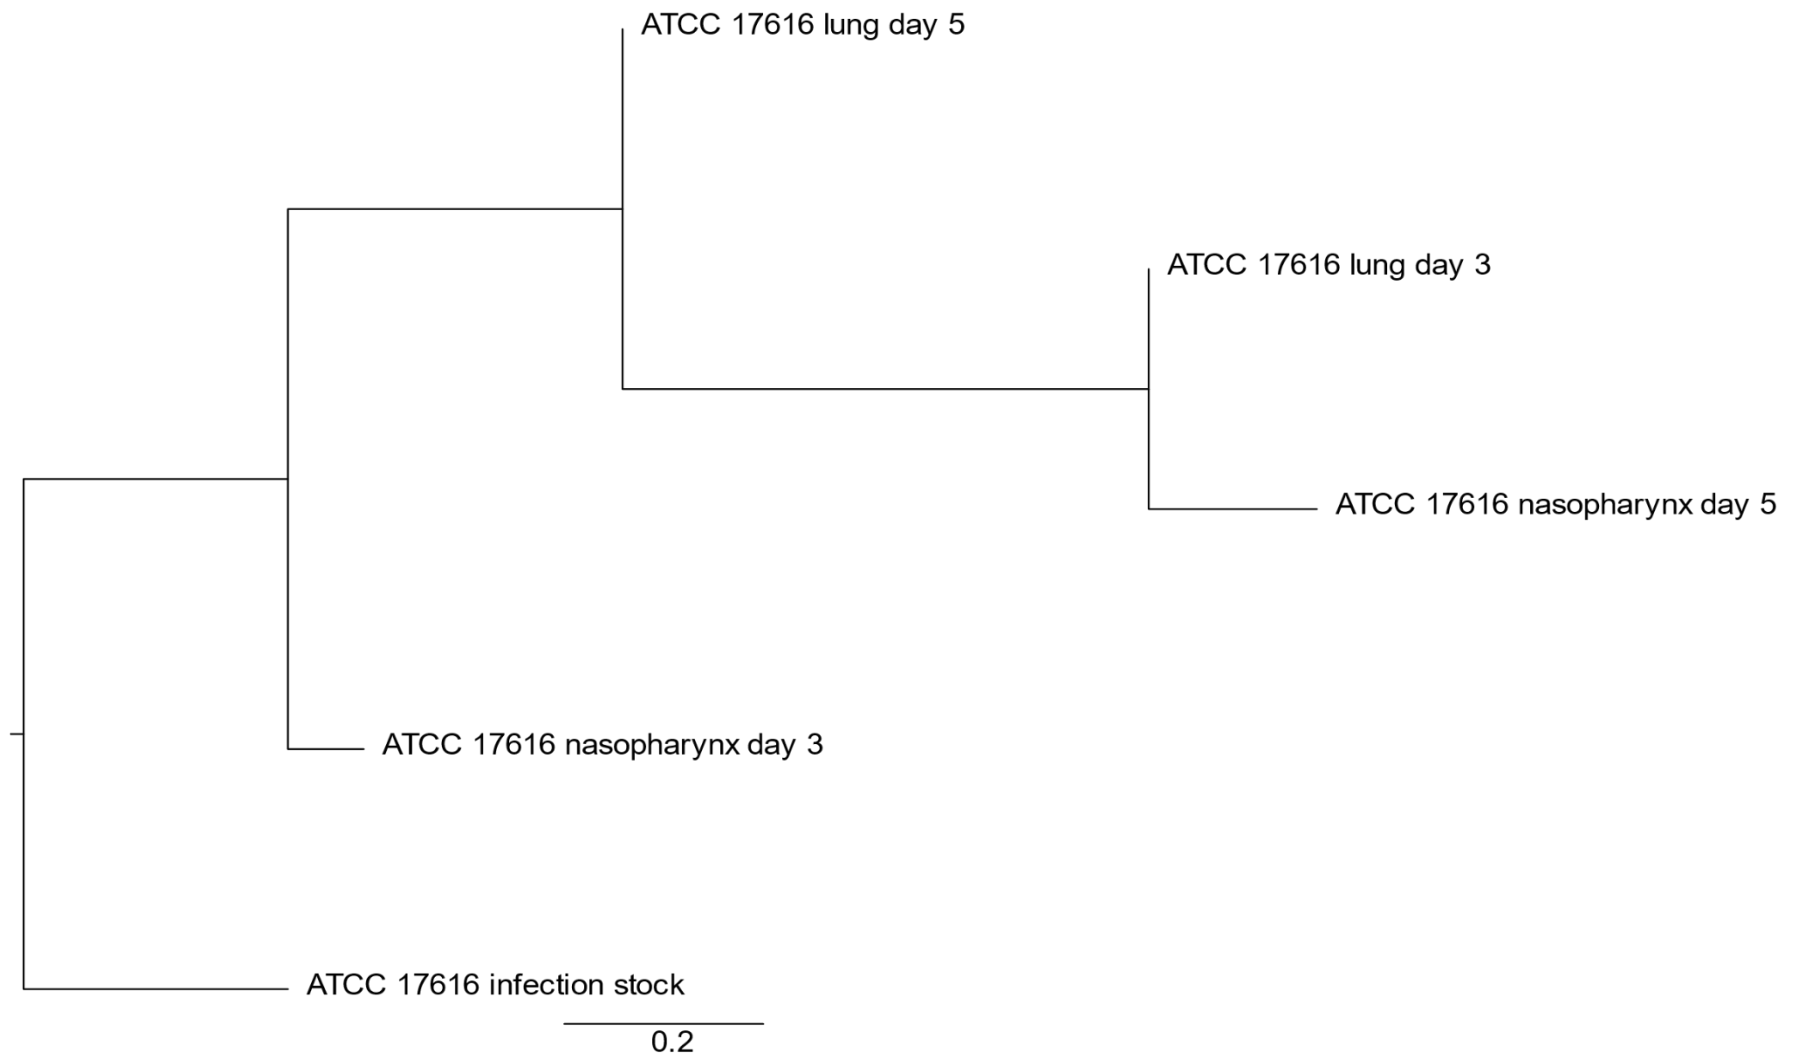 ATCC 17616 lung day 5
ATCC 17616 lung day 3
ATCC 17616 nasopharynx day 5
ATCC 17616 nasopharynx day 3
ATCC 17616 infection stock
0.2